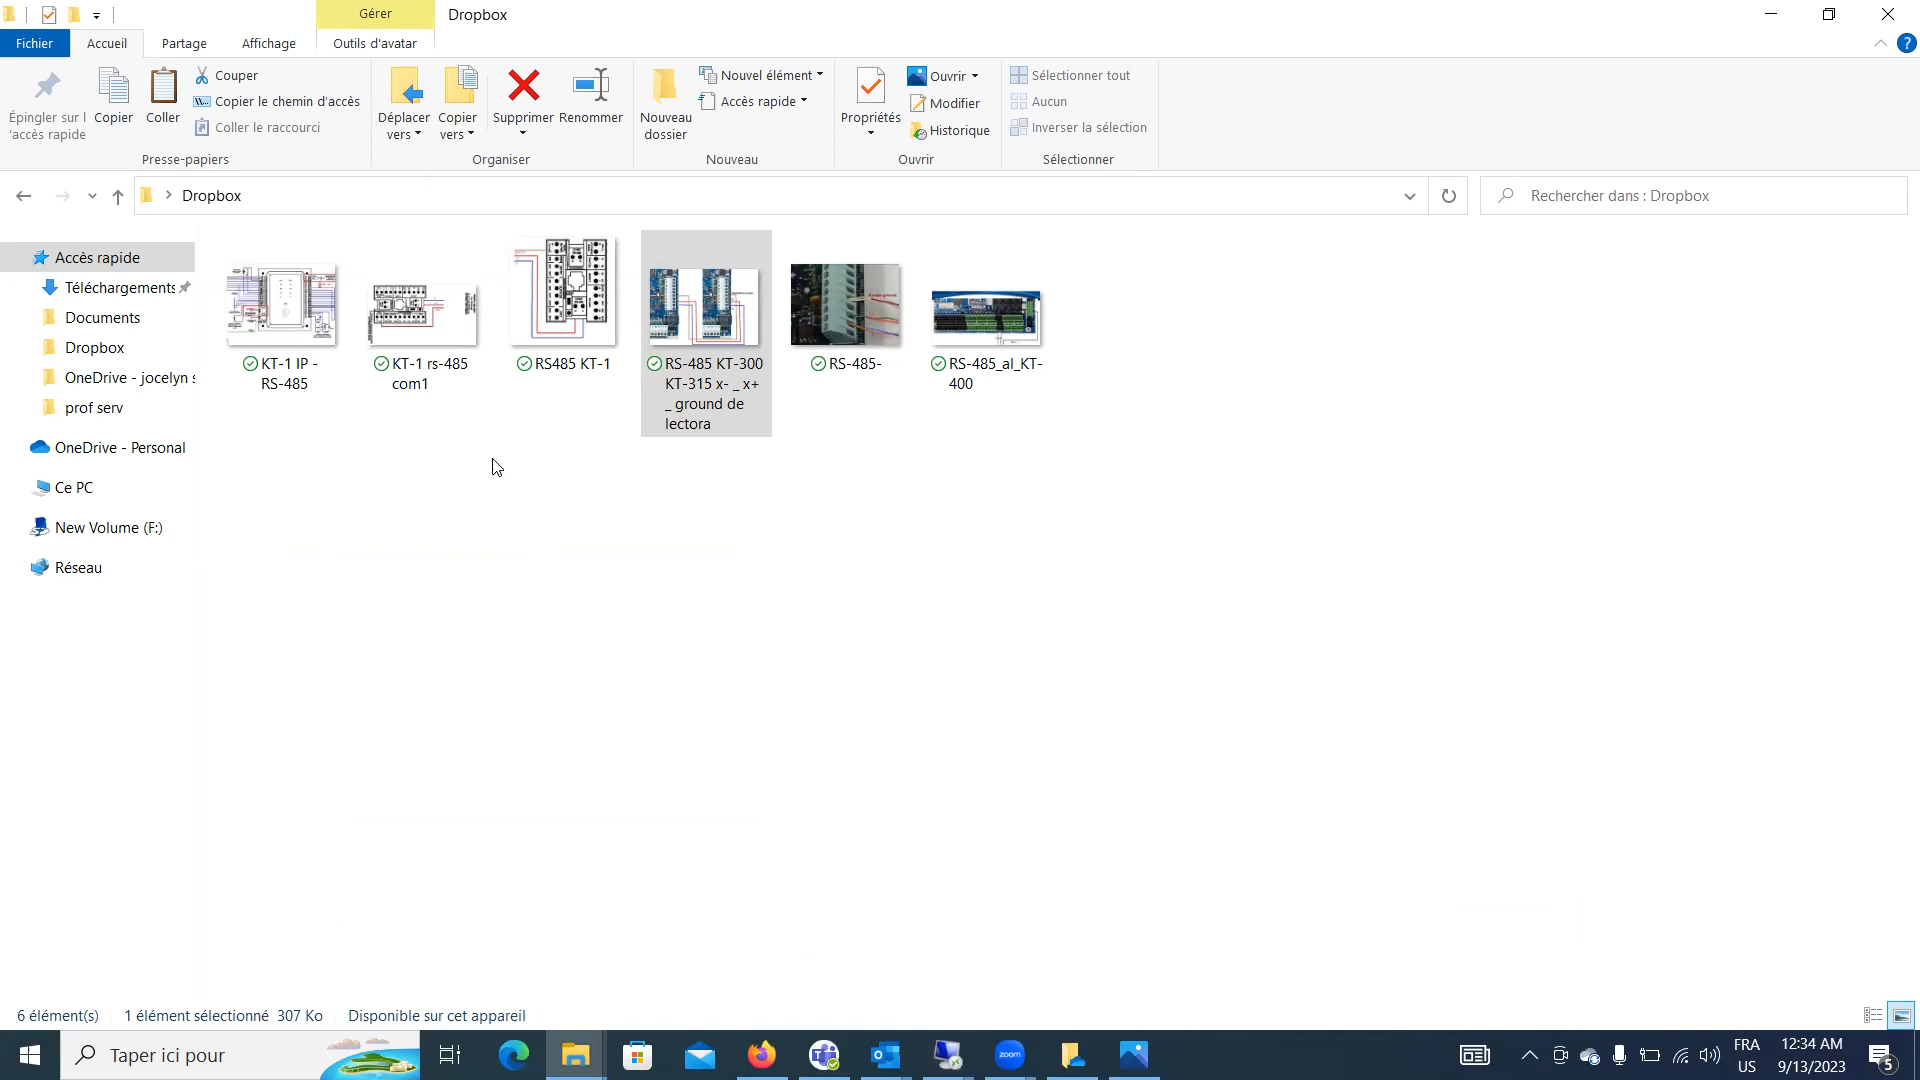 Gérer
Dropbox
Fichier
Accueil
Partage
Affichage
Outils d'avatar
Épingler sur l
'accès rapide
Copier
Coller
Couper
Copier le chemin d'accès
Coller le raccourci
Presse-papiers
Déplacer
vers
Copier
vers
Supprimer
Renommer
Organiser
Nouveau
dossier
Nouvel élément
Accès rapide
Nouveau
Propriétés
Ouvrir
Modifier
Historique
Ouvrir
Sélectionner tout
Aucun
Inverser la sélection
Sélectionner
Dropbox
Rechercher dans : Dropbox
Accès rapide
Téléchargements
Documents
Dropbox
OneDrive - jocelyn s
prof serv
OneDrive - Personal
Ce PC
New Volume (F:)
Réseau
KT-1 IP -
RS-485
KT-1 rs-485
com1
RS485 KT-1
RS-485 KT-300
KT-315 x- _ x+
_ ground de
lectora
RS-485-
RS-485_al_KT-
400
6 élément(s)
1 élément sélectionné 307 Ko
Disponible sur cet appareil
Taper ici pour
zoom
FRA
US
12:34 AM
9/13/2023
5